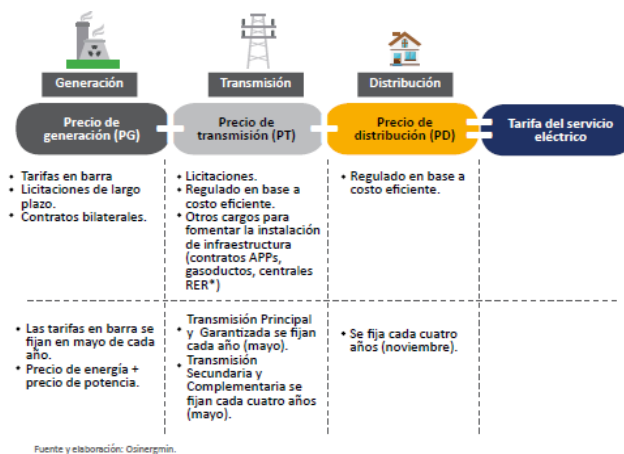 Generación
Transmisión
Distribución
Precio de
generación (PG)
Precio de
transmisión (PT)
Precio de
distribución (PD)
Tarifa del servicio
eléctrico
• Tarifas en barra
• Licitaciones de largo
plazo.
• Contratos bilaterales.
• Licitaciones.
• Regulado en base a
costo eficiente.
• Otros cargos para
fomentar la instalación
de infraestructura
(contratos APPs,
gasoductos, centrales
RER*)
• Regulado en base a
costo eficiente.
• Las tarifas en barra se
fijan en mayo de cada
año.
• Precio de energía +
precio de potencia.
Transmisión Principal
• y Garantizada se fijan
cada año (mayo).
• Transmisión
Secundaria y
Complementaria se
fijan cada cuatro años
(mayo).
• Se fija cada cuatro
años (noviembre).
Fuente y elaboración: Osinergmin.